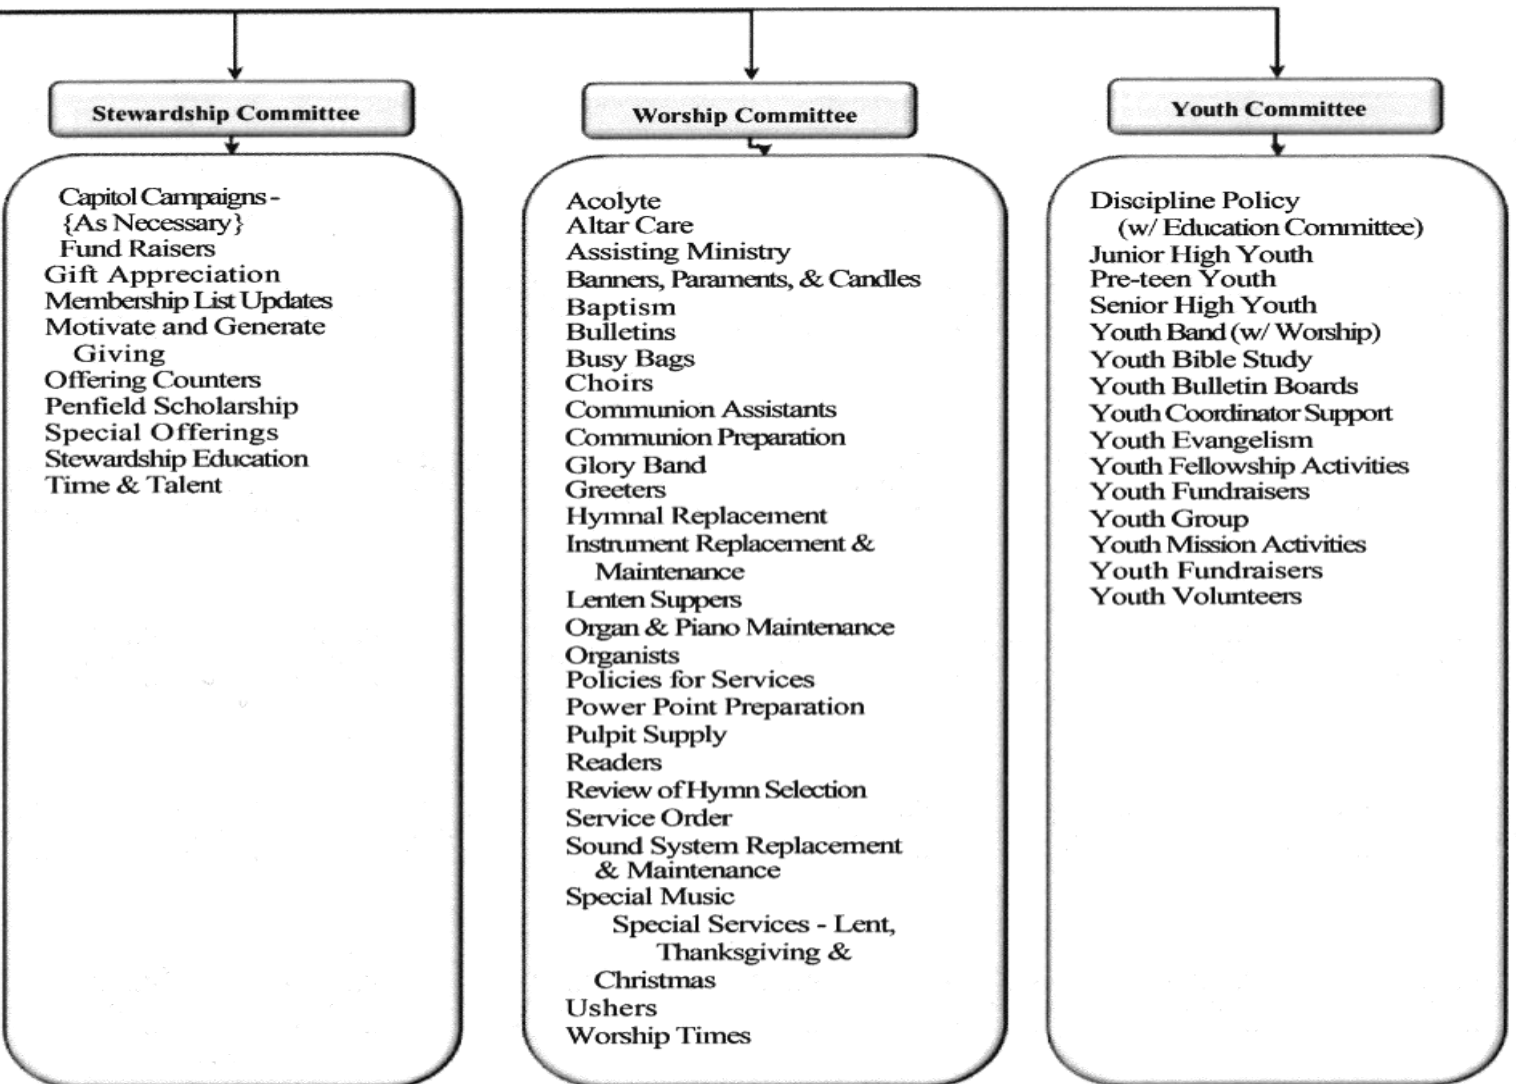 Stewardship Committee
Capitol Campaigns -
{As Necessary}
Fund Raisers
Gift Appreciation
Membership List Updates
Motivate and Generate
Giving
Offering Counters
Penfield Scholarship
Special Offerings
Stewardship Education
Time & Talent
Worship Committee
Acolyte
Altar Care
Assisting Ministry
Banners, Paraments, & Candles
Baptism
Bulletins
Busy Bags
Choirs
Communion Assistants
Communion Preparation
Glory Band
Greeters
Hymnal Replacement
Instrument Replacement &
Maintenance
Lenten Suppers
Organ & Piano Maintenance
Organists
Policies for Services
Power Point Preparation
Pulpit Supply
Readers
Review of Hymn Selection
Service Order
Sound System Replacement
& Maintenance
Special Music
Special Services - Lent,
Thanksgiving &
Christmas
Ushers
Worship Times
Youth Committee
Discipline Policy
(w/ Education Committee)
Junior High Youth
Pre-teen Youth
Senior High Youth
Youth Band (w/ Worship)
Youth Bible Study
Youth Bulletin Boards
Youth Coordinator Support
Youth Evangelism
Youth Fellowship Activities
Youth Fundraisers
Youth Group
Youth Mission Activities
Youth Fundraisers
Youth Volunteers